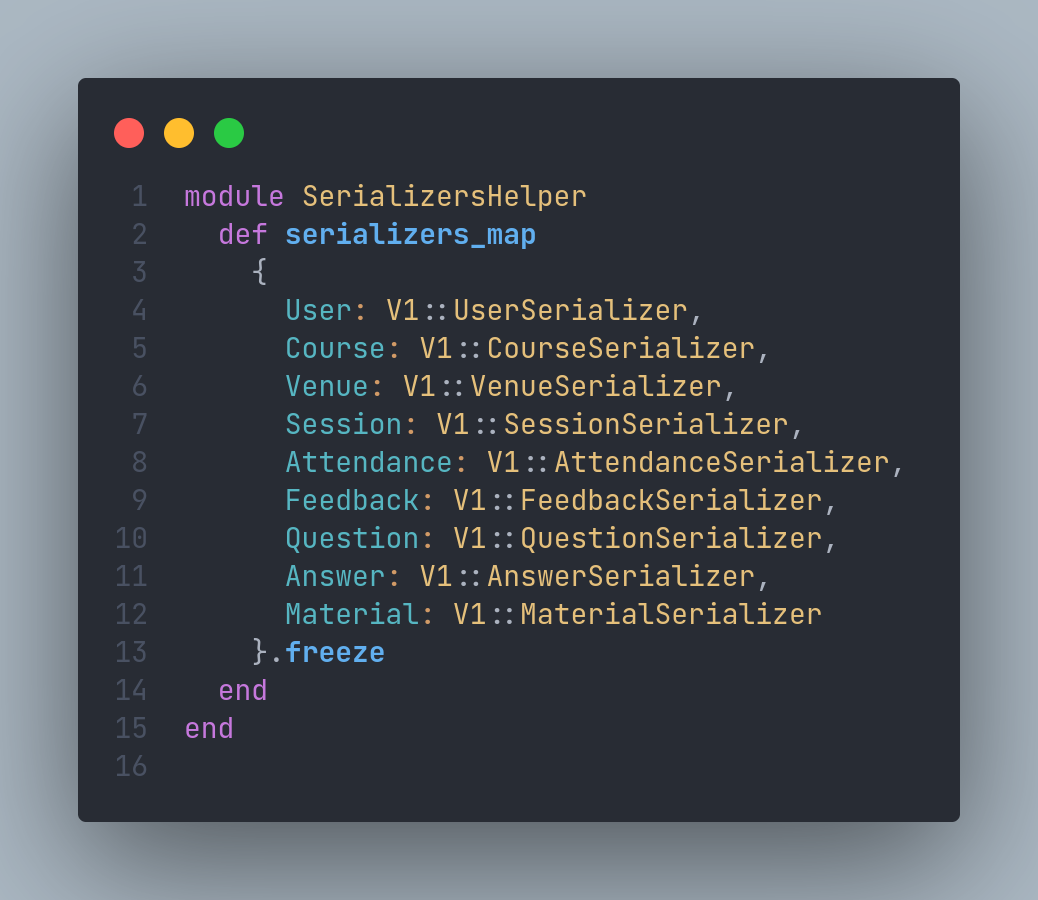 1 module SerializersHelper
2   def serializers_map
3     {
4       User: V1::UserSerializer,
5       Course: V1::CourseSerializer,
6       Venue: V1::VenueSerializer,
7       Session: V1::SessionSerializer,
8       Attendance: V1::AttendanceSerializer,
9       Feedback: V1::FeedbackSerializer,
10       Question: V1::QuestionSerializer,
11       Answer: V1::AnswerSerializer,
12       Material: V1::MaterialSerializer
13     }.freeze
14   end
15 end
16